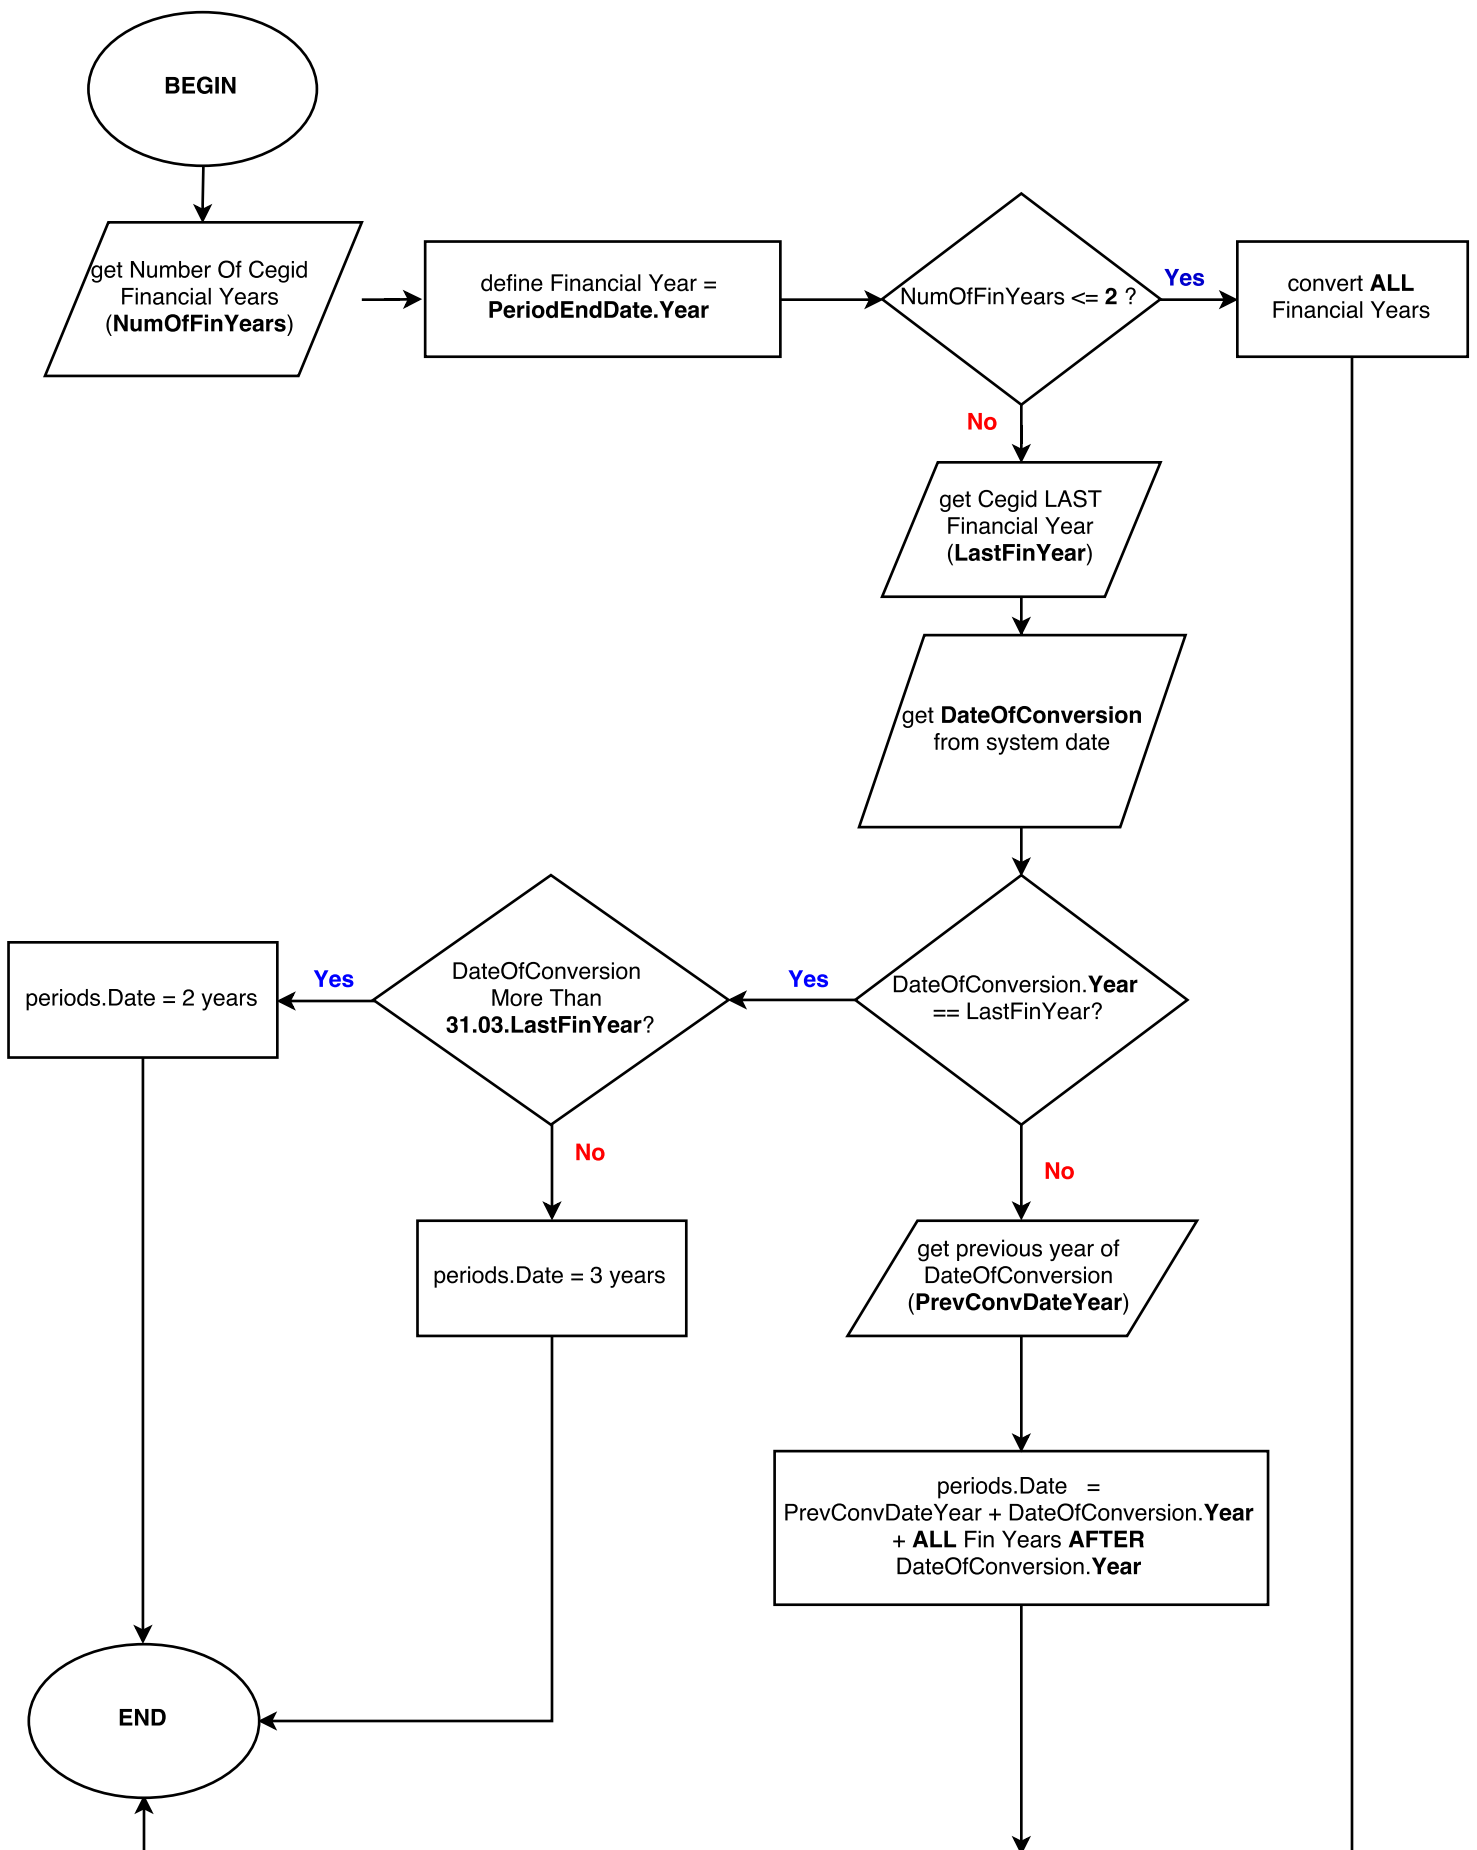 BEGIN
get Number Of Cegid
Financial Years
(NumOfFinYears)
define Financial Year =
PeriodEndDate.Year
NumOfFinYears <= 2 ?
Yes
convert ALL
Financial Years
No
get Cegid LAST
Financial Year
(LastFinYear)
get DateOfConversion
from system date
DateOfConversion.Year
== LastFinYear?
Yes
DateOfConversion
More Than
31.03.LastFinYear?
Yes
periods.Date = 2 years
No
periods.Date = 3 years
No
get previous year of
DateOfConversion
(PrevConvDateYear)
periods.Date   =
PrevConvDateYear + DateOfConversion.Year
+ ALL Fin Years AFTER
DateOfConversion.Year
END